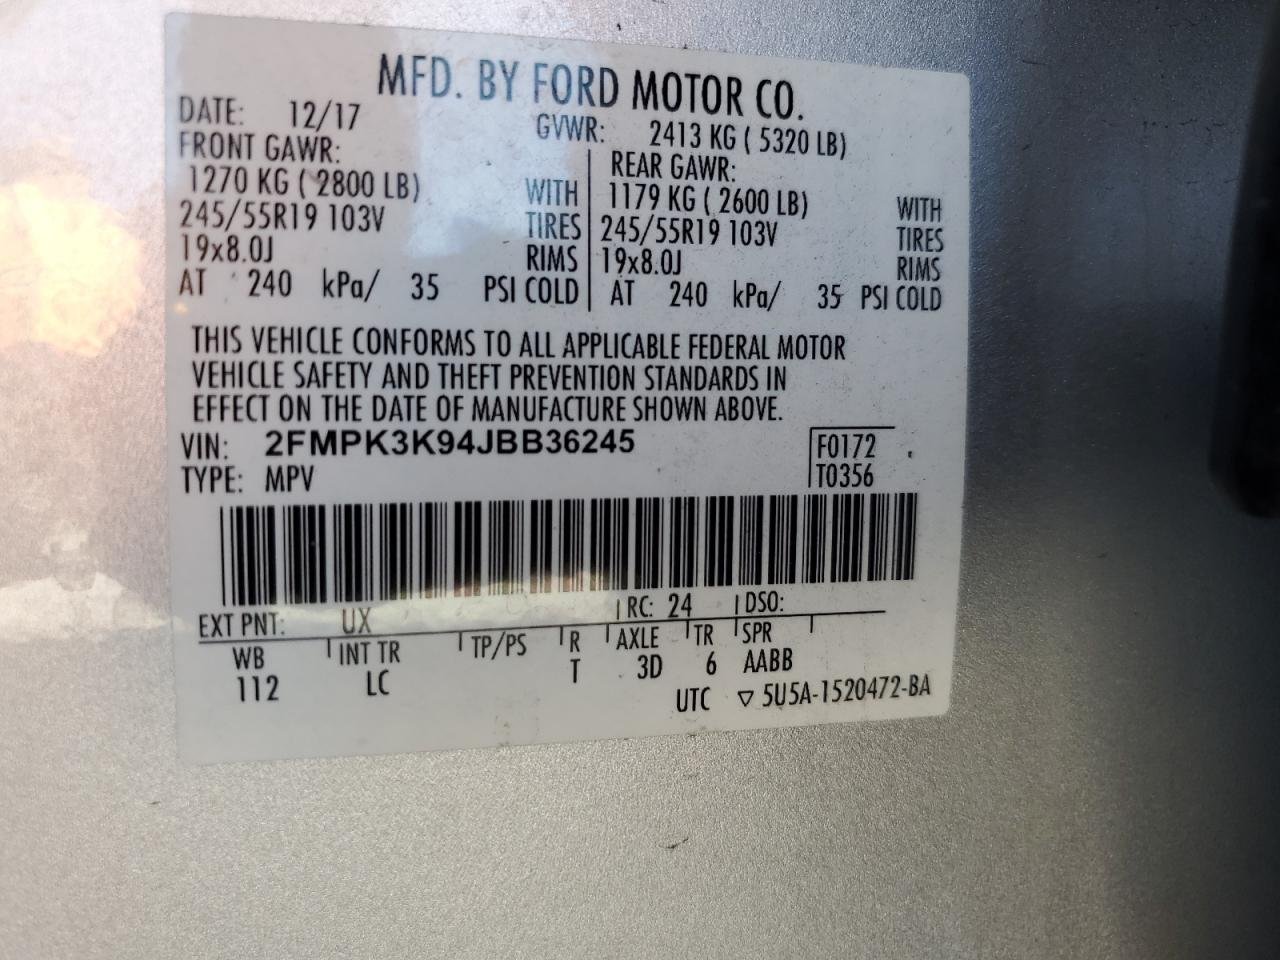 MFD. BY FORD MOTOR CO.
DATE: 12/17 GVWR: 2413 KG ( 5320 LB)
FRONT GAWR: REAR GAWR:
1270 KG ( 2800 LB) WITH 1179 KG ( 2600 LB) WITH
245/55R19 103V TIRES 245/55R19 103V TIRES
19x8.0J RIMS 19x8.0J RIMS
AT 240 kPa/ 35 PSI COLD AT 240 kPa/ 35 PSI COLD
THIS VEHICLE CONFORMS TO ALL APPLICABLE FEDERAL MOTOR
VEHICLE SAFETY AND THEFT PREVENTION STANDARDS IN
EFFECT ON THE DATE OF MANUFACTURE SHOWN ABOVE.
VIN: 2FMPK3K94JBB36245 F0172
TYPE: MPV T0356
EXT PNT: UX RC: 24 DSO:
WB INT TR TP/PS R AXLE TR SPR
112 LC T 3D 6 AABB
UTC ▽ 5U5A-1520472-BA